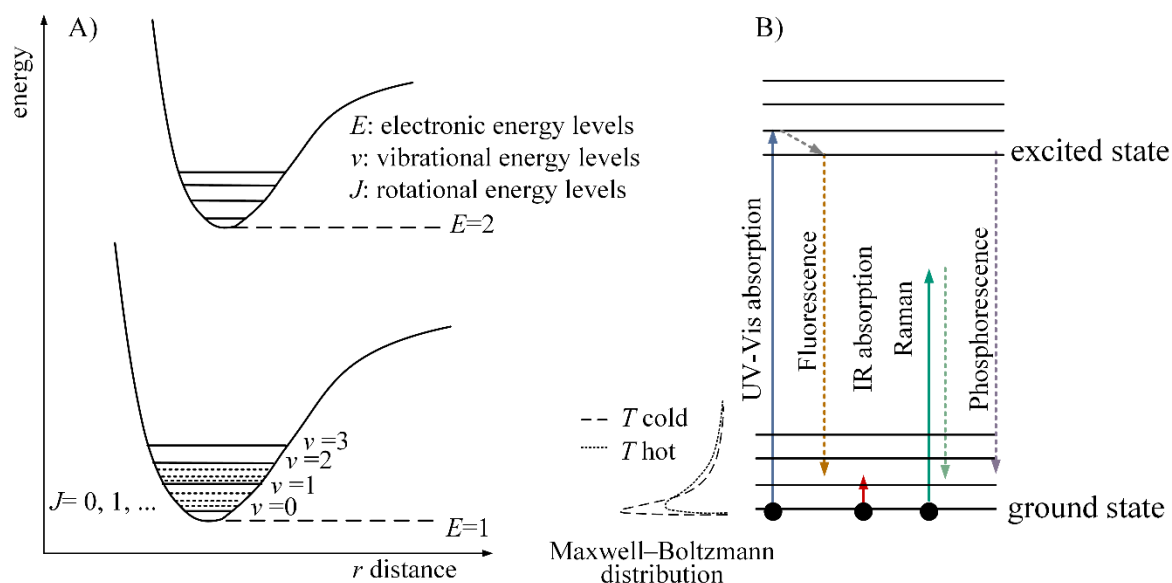 A)
energy
E: electronic energy levels
v: vibrational energy levels
J: rotational energy levels
E=2
v=3
v=2
v=1
v=0
J= 0, 1, ...
E=1
r distance
B)
excited state
UV-Vis absorption
Fluorescence
IR absorption
Raman
Phosphorescence
T cold
T hot
ground state
Maxwell–Boltzmann
distribution